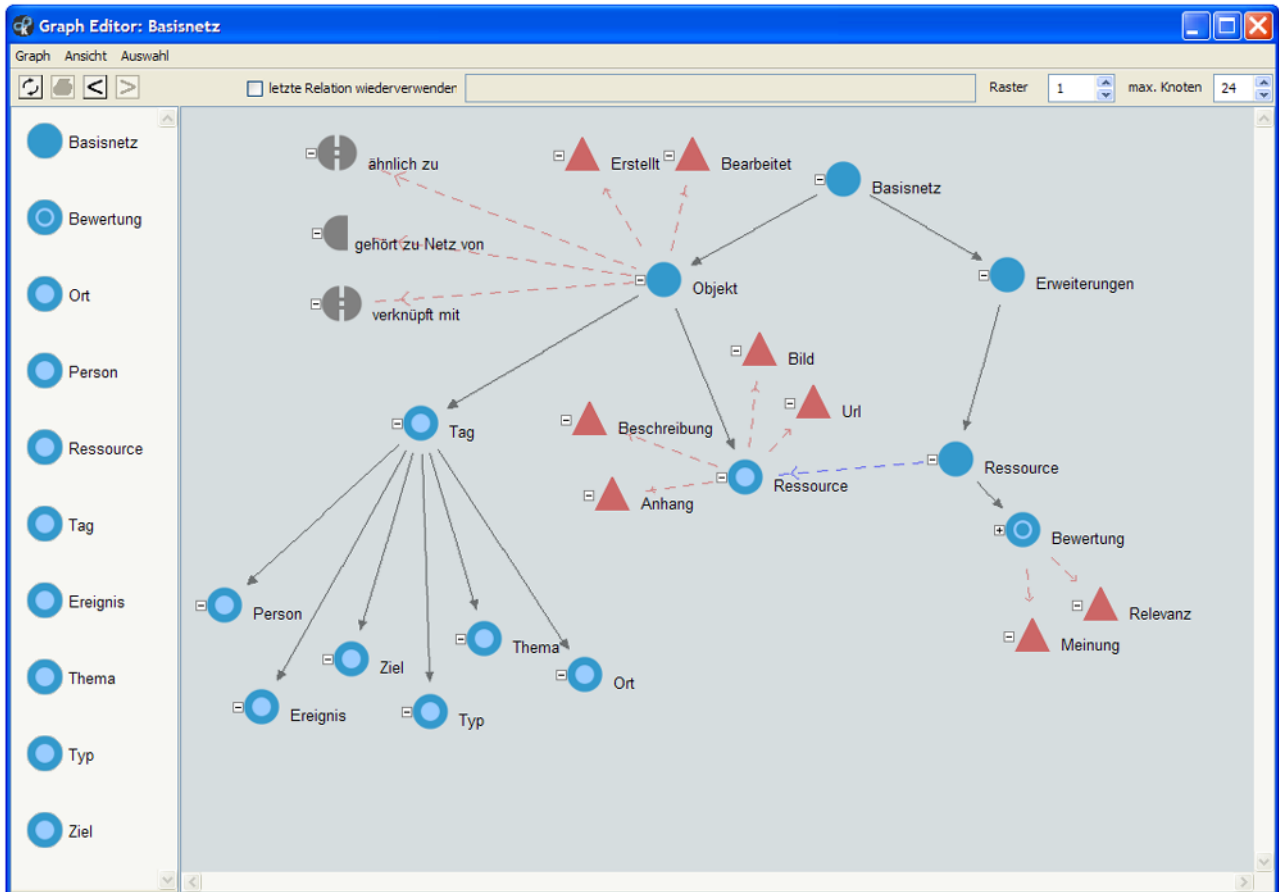 Graph Editor: Basisnetz
Graph Ansicht Auswahl
letzte Relation wiederverwender
Raster 1 max. Knoten 24
Basisnetz
Bewertung
Ort
Person
Ressource
Tag
Ereignis
Thema
Typ
Ziel
ähnlich zu
Erstellt
Bearbeitet
Basisnetz
gehört zu Netz von
Objekt
Erweiterungen
verknüpft mit
Bild
Url
Tag
Beschreibung
Ressource
Ressource
Anhang
Bewertung
Person
Relevanz
Thema
Meinung
Ziel
Ort
Ereignis
Typ